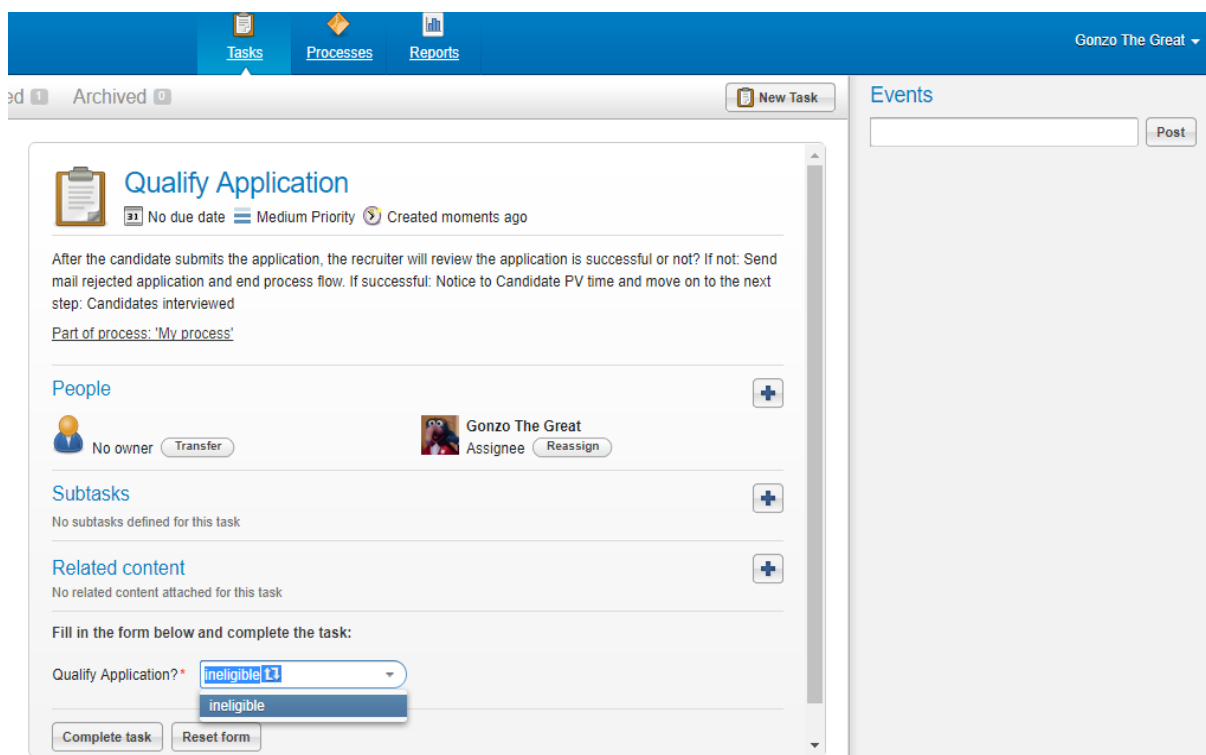 Tasks Processes Reports
Gonzo The Great
ed 1 Archived 0
New Task
Events
Post
Qualify Application
31 No due date Medium Priority Created moments ago
After the candidate submits the application, the recruiter will review the application is successful or not? If not: Send
mail rejected application and end process flow. If successful: Notice to Candidate PV time and move on to the next
step: Candidates interviewed
Part of process: 'My process'
People
No owner Transfer
Gonzo The Great
Assignee Reassign
Subtasks
No subtasks defined for this task
Related content
No related content attached for this task
Fill in the form below and complete the task:
Qualify Application?* ineligible
ineligible
Complete task Reset form